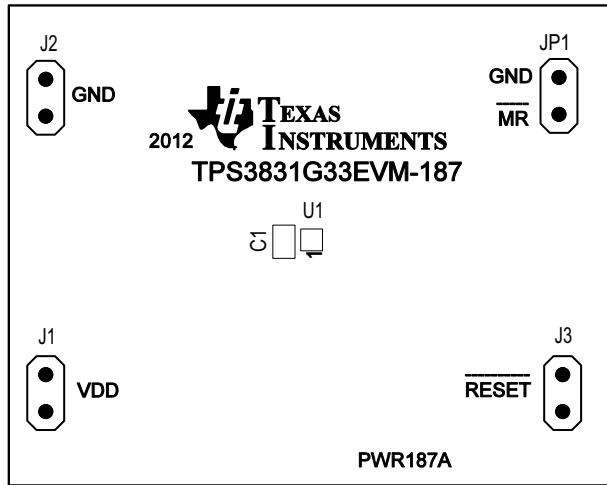 J2
JP1
GND
GND
MR
2012
TEXAS
INSTRUMENTS
TPS3831G33EVM-187
U1
C1
1
J1
J3
VDD
RESET
PWR187A